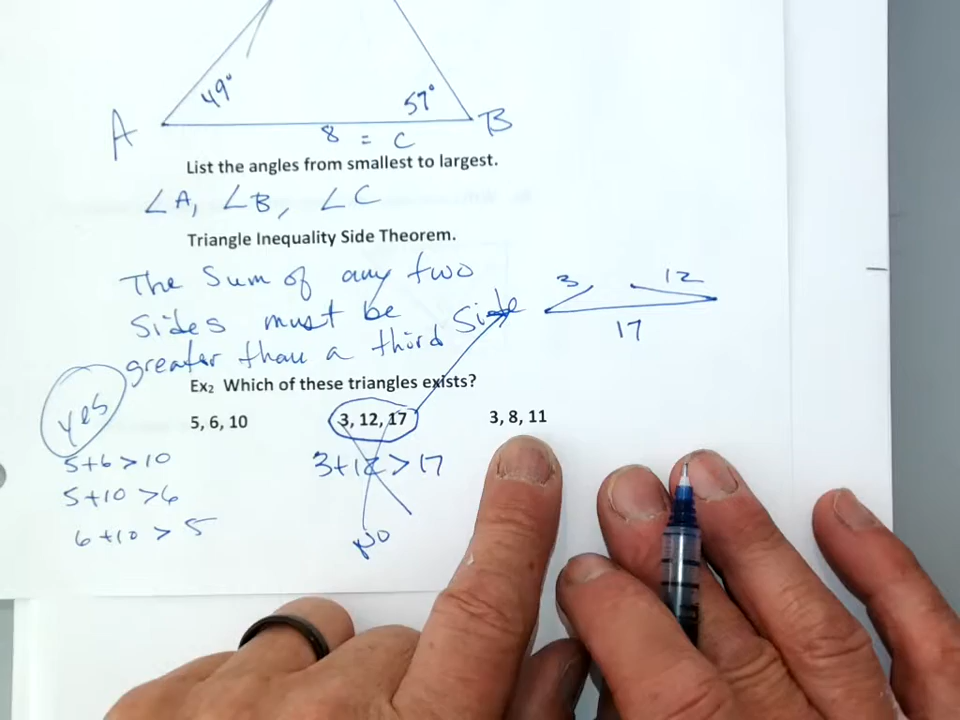 49° 57°
A B
8 = C
List the angles from smallest to largest.
∠A, ∠B, ∠C
Triangle Inequality Side Theorem.
The Sum of any two
Sides must be
greater than a third Side
3 12
17
Ex₂ Which of these triangles exists?
yes
5, 6, 10 3, 12, 17 3, 8, 11
5+6 > 10 3+12 > 17
5+10 > 6
6+10 > 5
NO